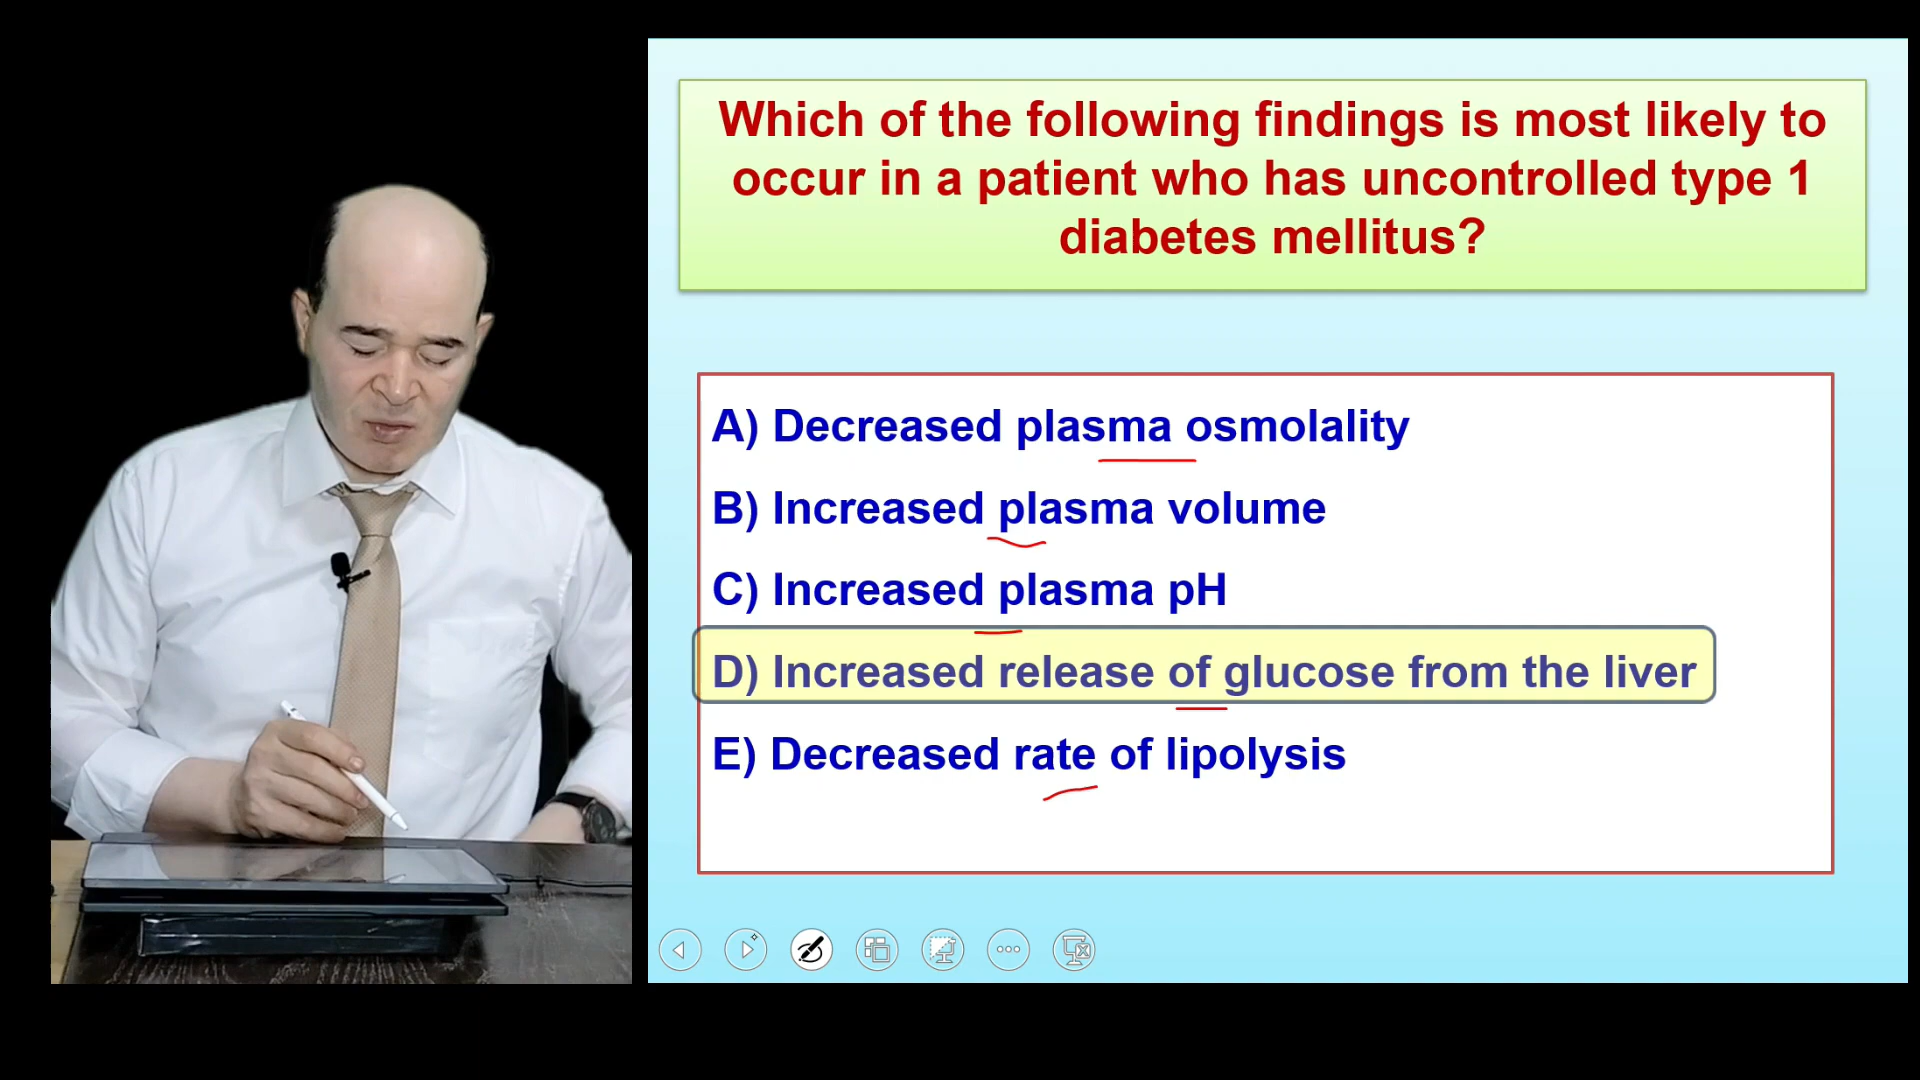 Which of the following findings is most likely to
occur in a patient who has uncontrolled type 1
diabetes mellitus?
A) Decreased plasma osmolality
B) Increased plasma volume
C) Increased plasma pH
D) Increased release of glucose from the liver
E) Decreased rate of lipolysis